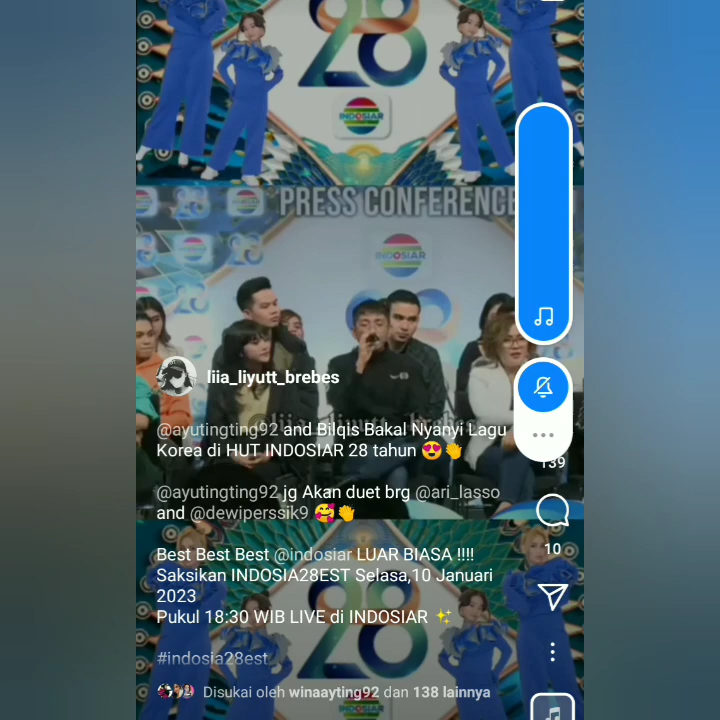 28
INDOSIAR
PRESS CONFERENCE
INDOSIAR
liia_liyutt_brebes
@ayutingting92 and Bilqis Bakal Nyanyi Lagu
Korea di HUT INDOSIAR 28 tahun 😍👏
@ayutingting92 jg Akan duet brg @ari_lasso
and @dewiperssik9 🥰👏
Best Best Best @indosiar LUAR BIASA !!!!
Saksikan INDOSIA28EST Selasa,10 Januari
2023
Pukul 18:30 WIB LIVE di INDOSIAR ✨
#indosia28est
Disukai oleh winaayting92 dan 138 lainnya
139
10
28
INDOSIAR